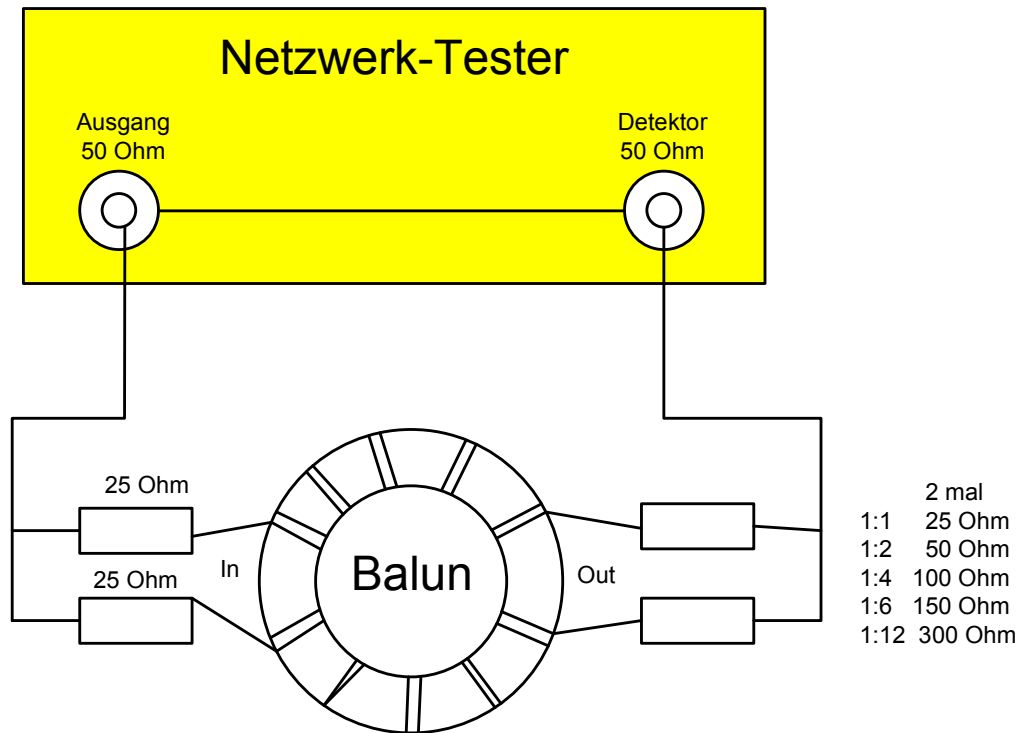 Netzwerk-Tester
Ausgang
50 Ohm
Detektor
50 Ohm
25 Ohm
25 Ohm
In
Balun
Out
2 mal
1:1 25 Ohm
1:2 50 Ohm
1:4 100 Ohm
1:6 150 Ohm
1:12 300 Ohm